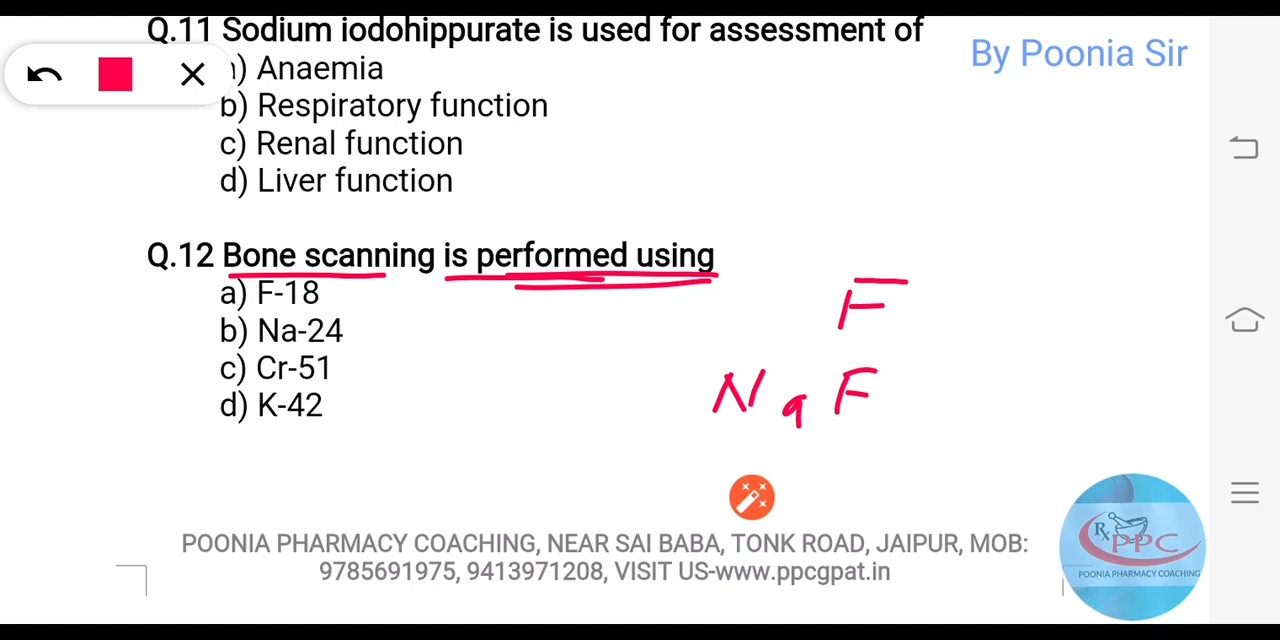 Q.11 Sodium iodohippurate is used for assessment of
By Poonia Sir
) Anaemia
b) Respiratory function
c) Renal function
d) Liver function
Q.12 Bone scanning is performed using
a) F-18
b) Na-24
c) Cr-51
d) K-42
F
NaF
POONIA PHARMACY COACHING, NEAR SAI BABA, TONK ROAD, JAIPUR, MOB:
9785691975, 9413971208, VISIT US-www.ppcgpat.in
Rx
PPC
POONIA PHARMACY COACHING